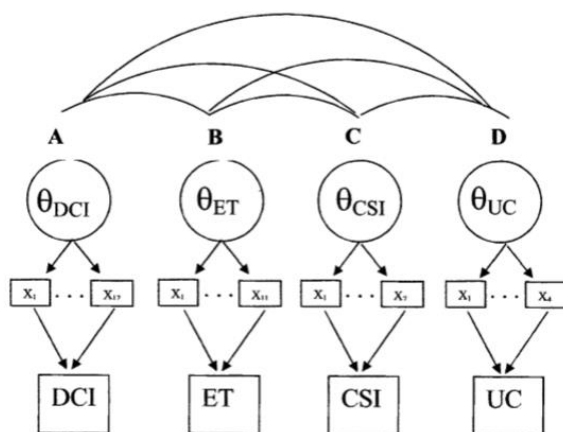 A B C D
θDCI θET θCSI θUC
X₁ . . . X₁₇ X₁ . . . X₁₁ X₁ . . . X₇ X₁ . . . X₄
DCI ET CSI UC